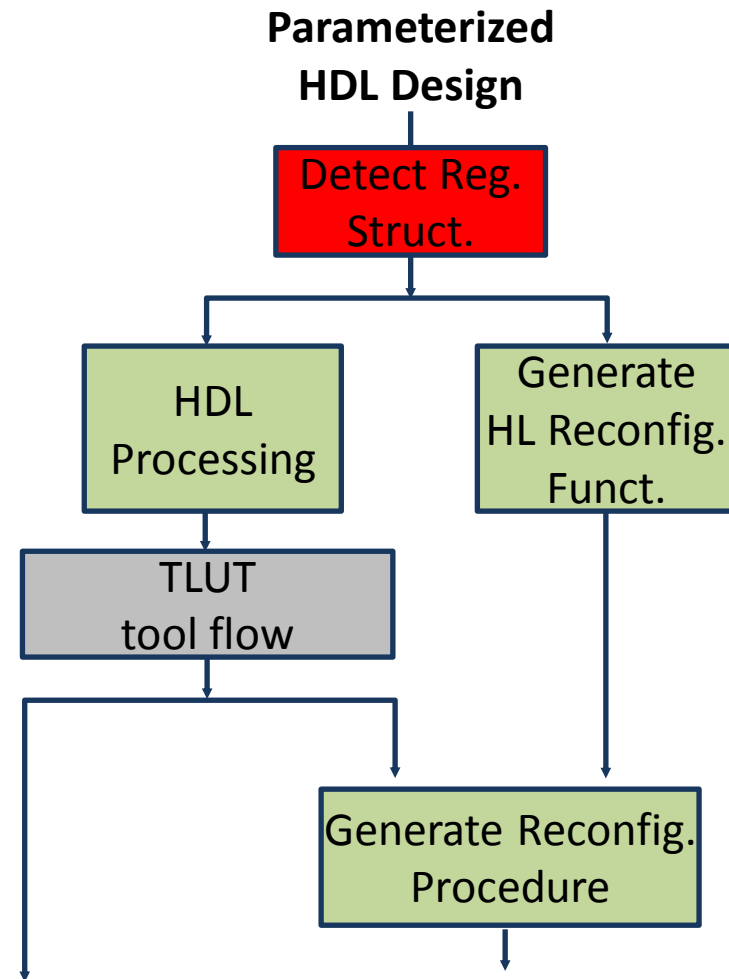 Parameterized
HDL Design
Detect Reg.
Struct.
HDL
Processing
Generate
HL Reconfig.
Funct.
TLUT
tool flow
Generate Reconfig.
Procedure